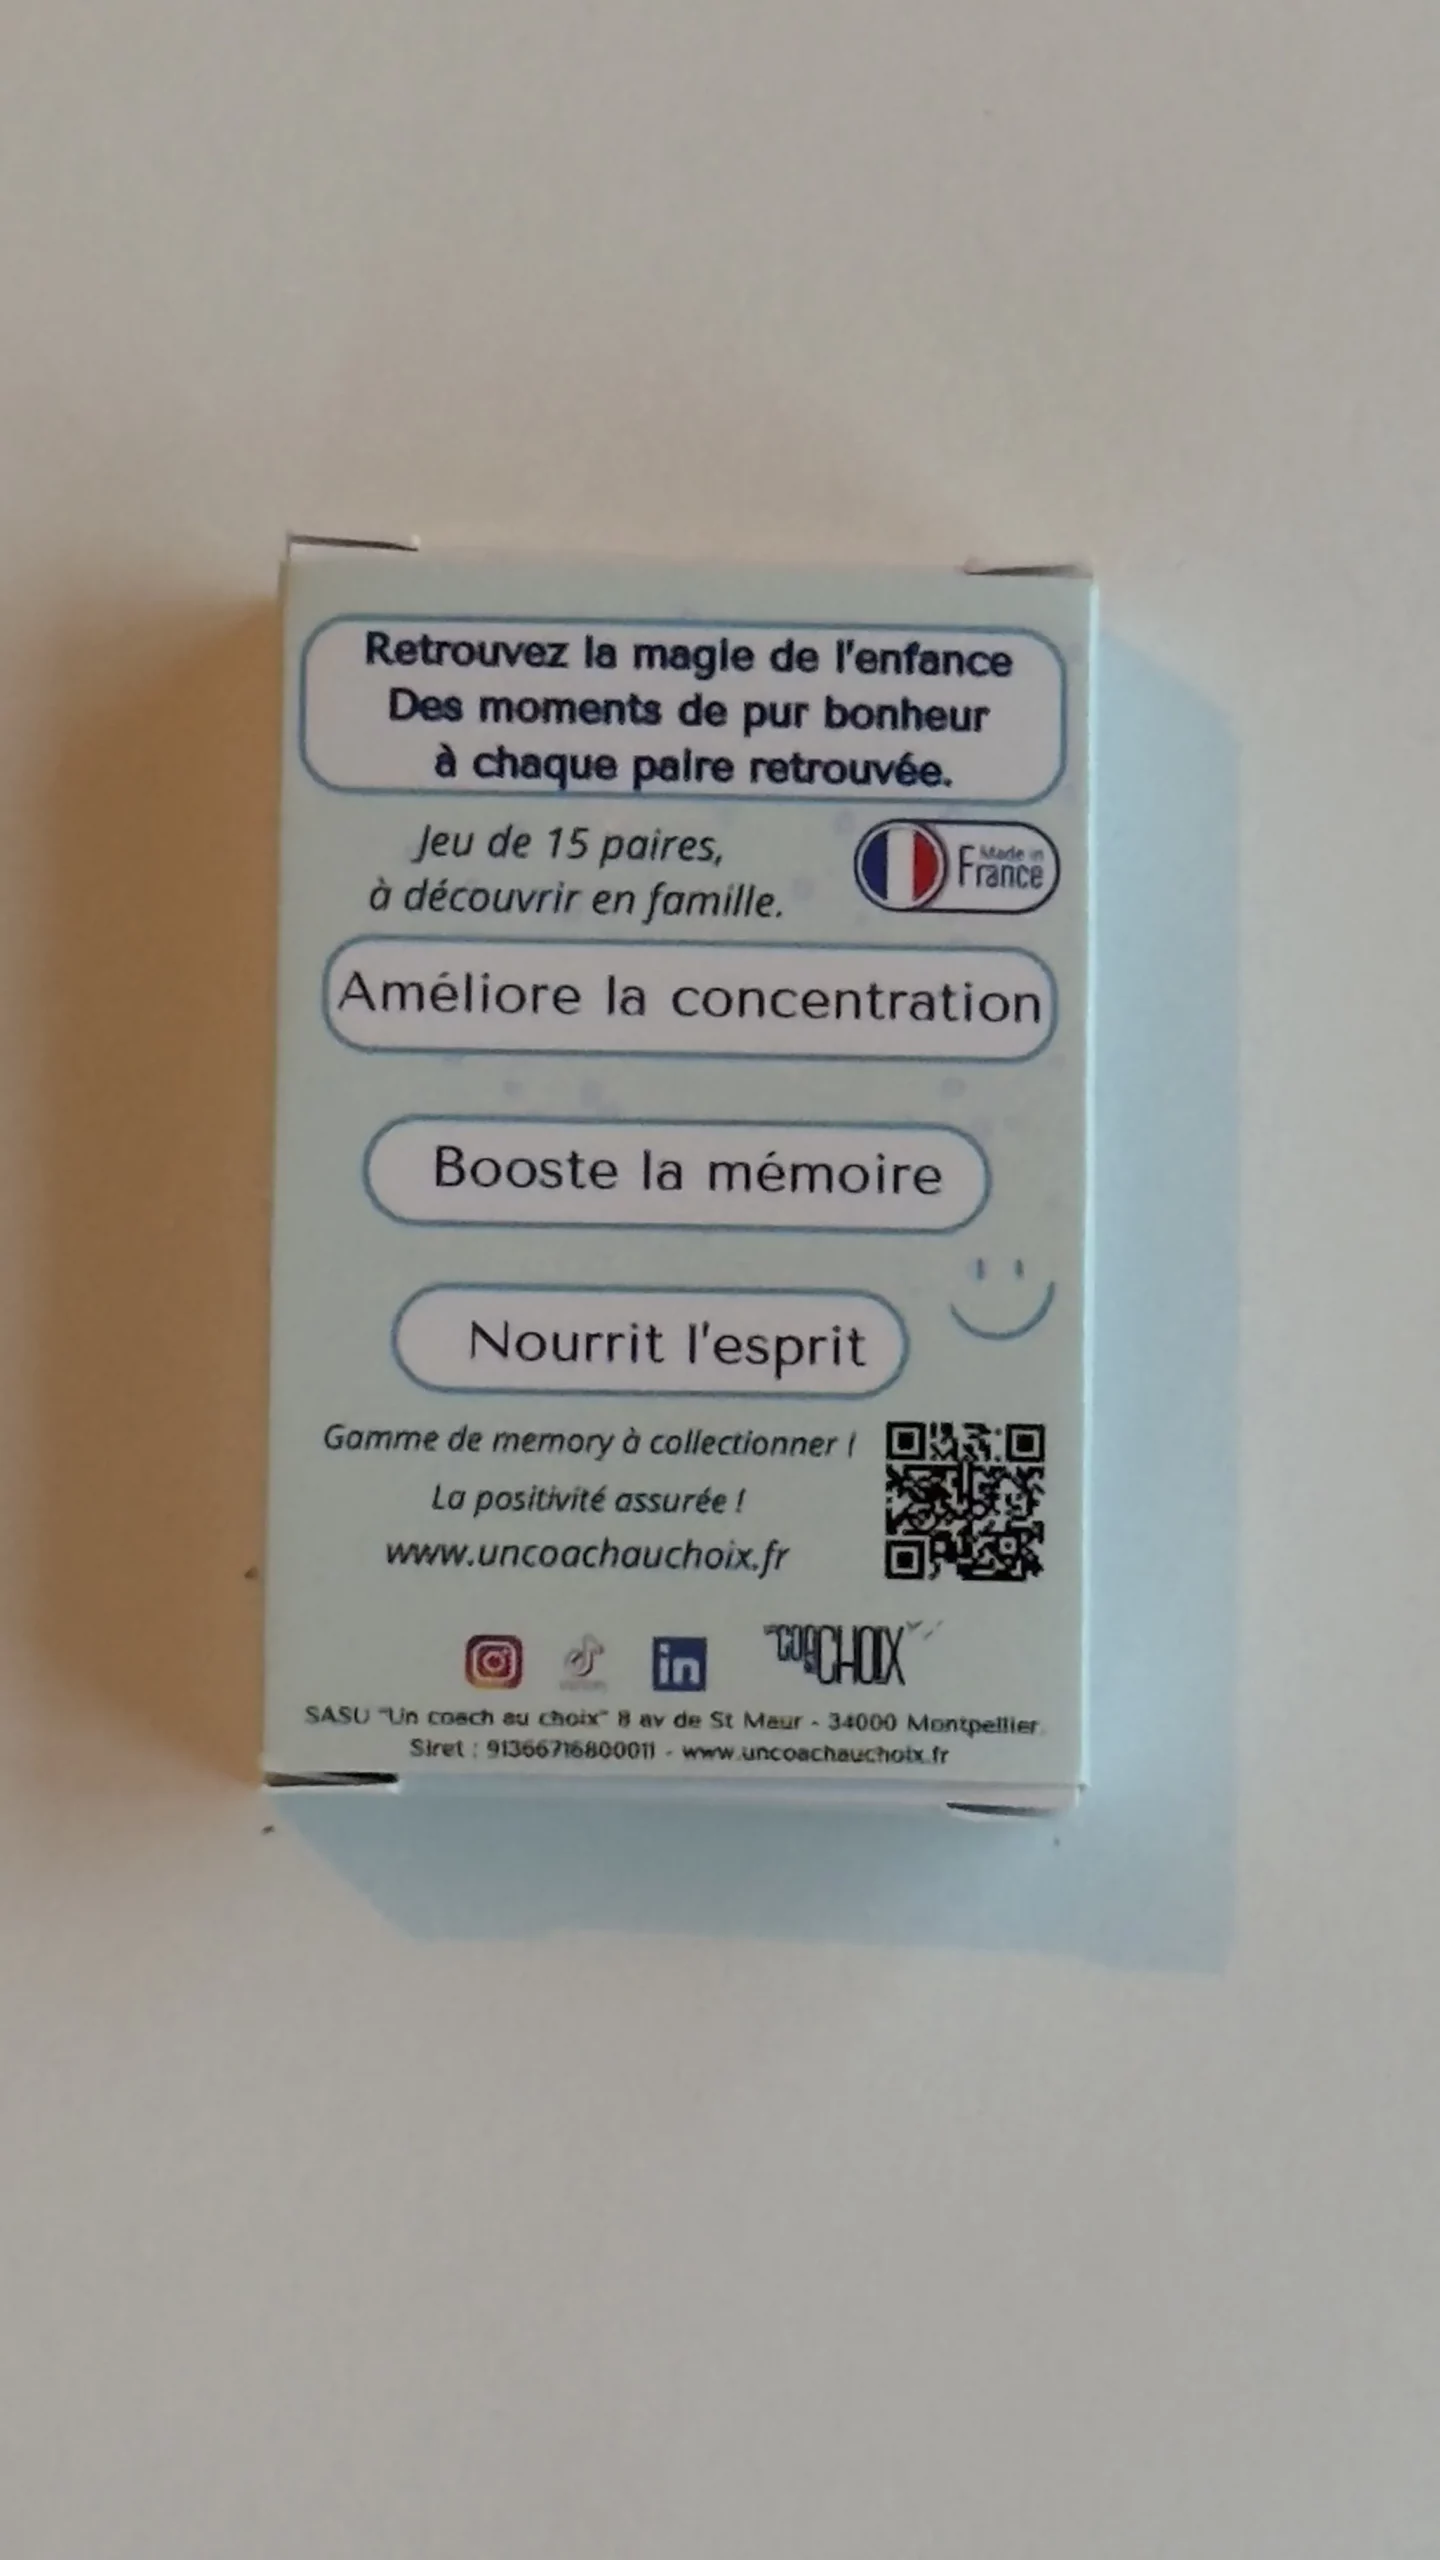 Retrouvez la magie de l'enfance
Des moments de pur bonheur
à chaque paire retrouvée.
Jeu de 15 paires,
à découvrir en famille.
Made in
France
Améliore la concentration
Booste la mémoire
Nourrit l'esprit
Gamme de memory à collectionner !
La positivité assurée !
www.uncoachauchoix.fr
in
CHOIX
SASU "Un coach au choix" 8 av de St Maur - 34000 Montpellier
Siret : 91366716800011 - www.uncoachauchoix.fr